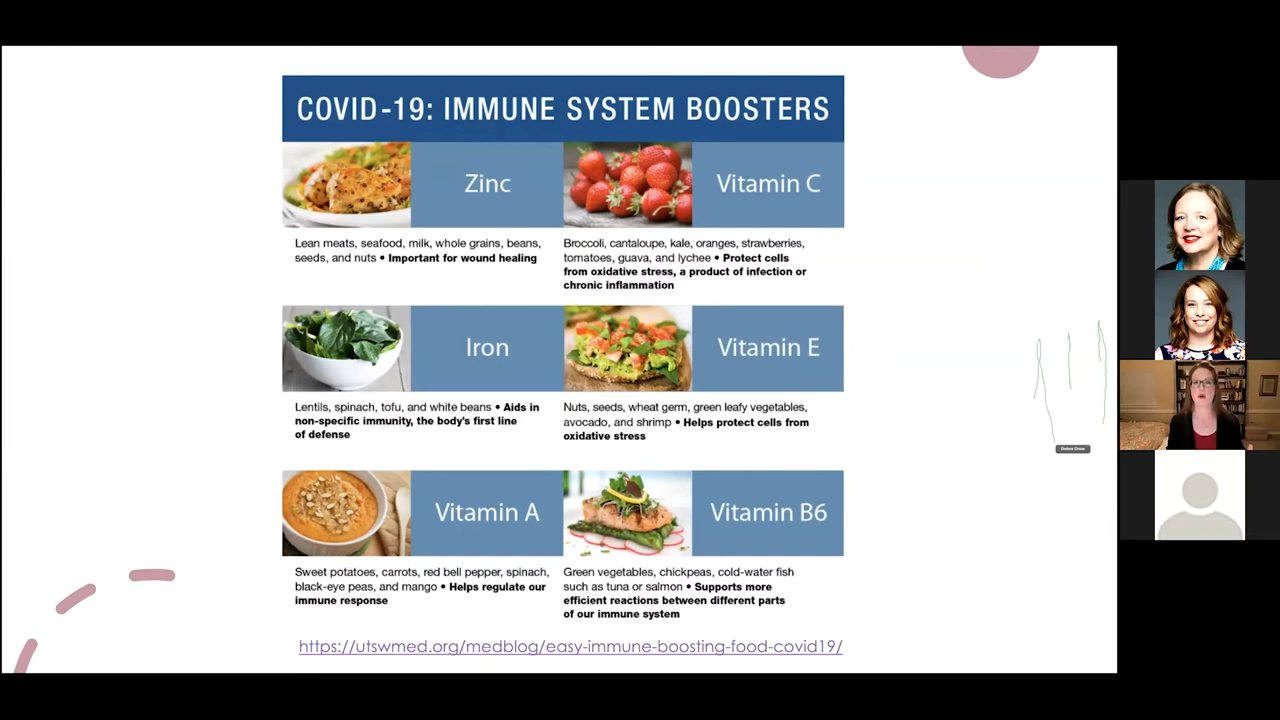 COVID-19: IMMUNE SYSTEM BOOSTERS
Zinc
Lean meats, seafood, milk, whole grains, beans,
seeds, and nuts • Important for wound healing
Vitamin C
Broccoli, cantaloupe, kale, oranges, strawberries,
tomatoes, guava, and lychee • Protect cells
from oxidative stress, a product of infection or
chronic inflammation
Iron
Lentils, spinach, tofu, and white beans • Aids in
non-specific immunity, the body's first line
of defense
Vitamin E
Nuts, seeds, wheat germ, green leafy vegetables,
avocado, and shrimp • Helps protect cells from
oxidative stress
Vitamin A
Sweet potatoes, carrots, red bell pepper, spinach,
black-eye peas, and mango • Helps regulate our
immune response
Vitamin B6
Green vegetables, chickpeas, cold-water fish
such as tuna or salmon • Supports more
efficient reactions between different parts
of our immune system
https://utswmed.org/medblog/easy-immune-boosting-food-covid19/